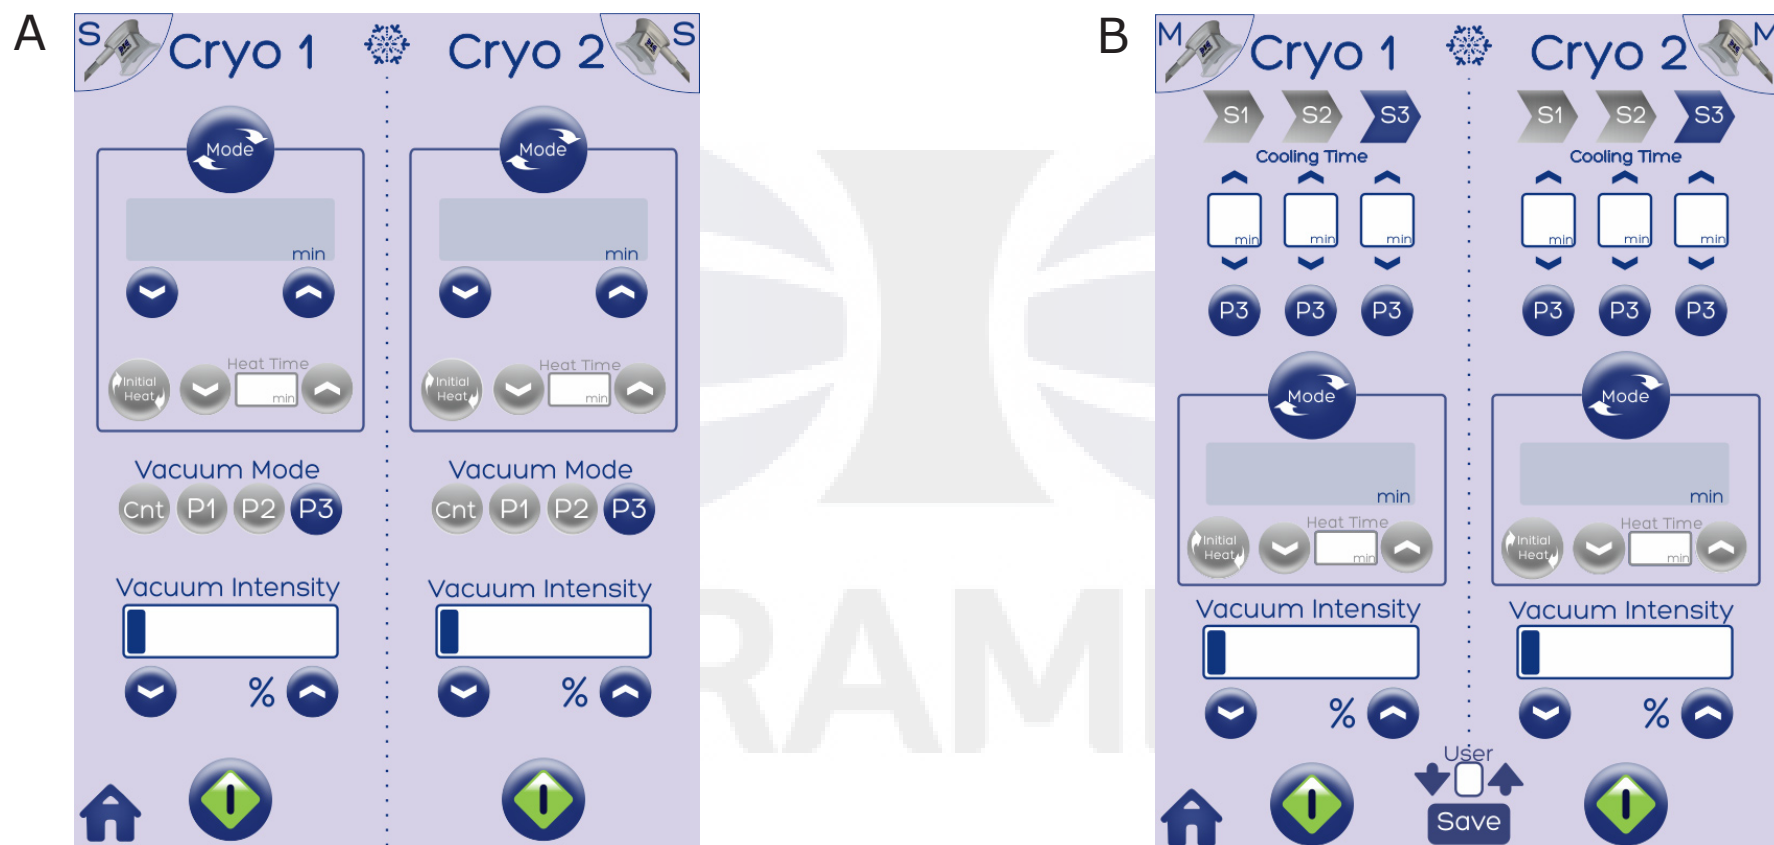 A
S Cryo 1 Cryo 2 S
Mode Mode
min min
Heat Time Heat Time
Initial Heat min Initial Heat min
Vacuum Mode Vacuum Mode
Cnt P1 P2 P3 Cnt P1 P2 P3
Vacuum Intensity Vacuum Intensity
% %
B
M Cryo 1 Cryo 2 M
S1 S2 S3 S1 S2 S3
Cooling Time Cooling Time
min min min min min min
P3 P3 P3 P3 P3 P3
Mode Mode
min min
Heat Time Heat Time
Initial Heat min Initial Heat min
Vacuum Intensity Vacuum Intensity
% %
User
Save